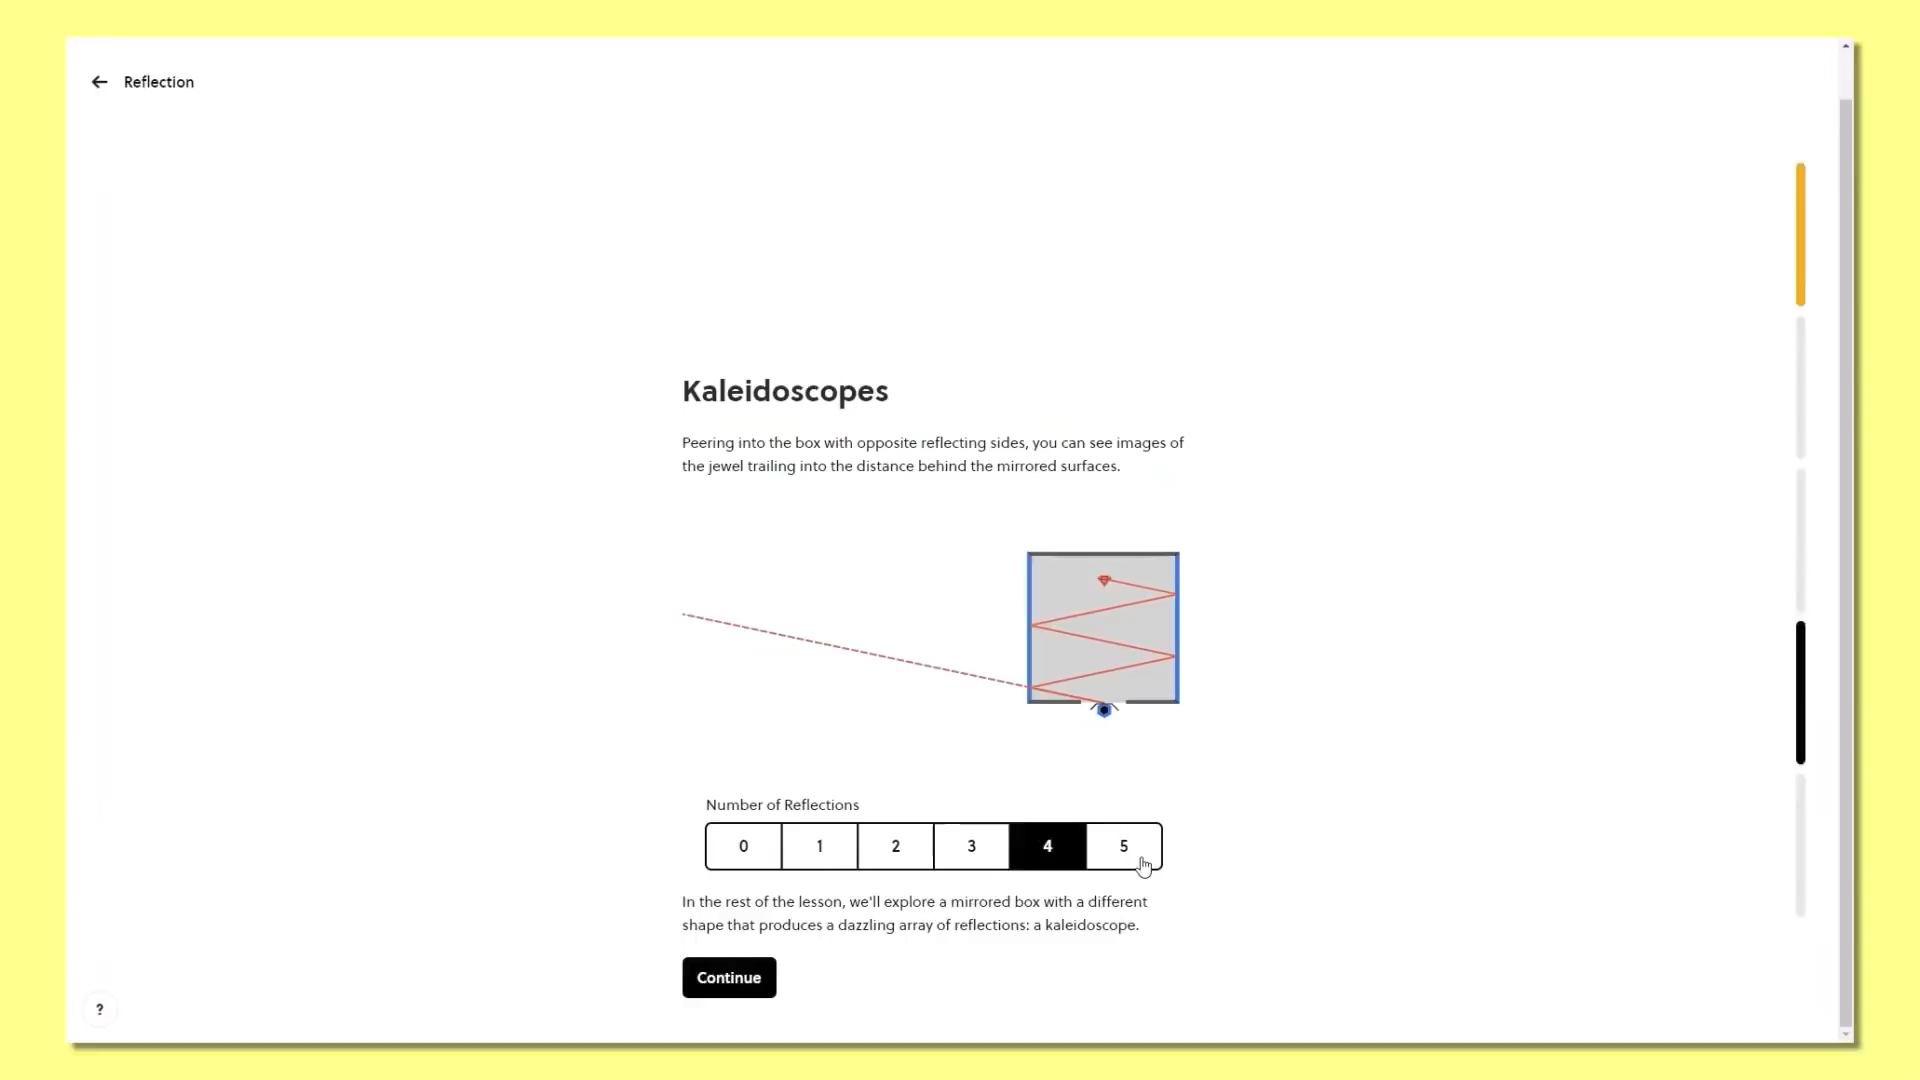 Reflection
Kaleidoscopes
Peering into the box with opposite reflecting sides, you can see images of
the jewel trailing into the distance behind the mirrored surfaces.
Number of Reflections
0 1 2 3 4 5
In the rest of the lesson, we'll explore a mirrored box with a different
shape that produces a dazzling array of reflections: a kaleidoscope.
Continue
?